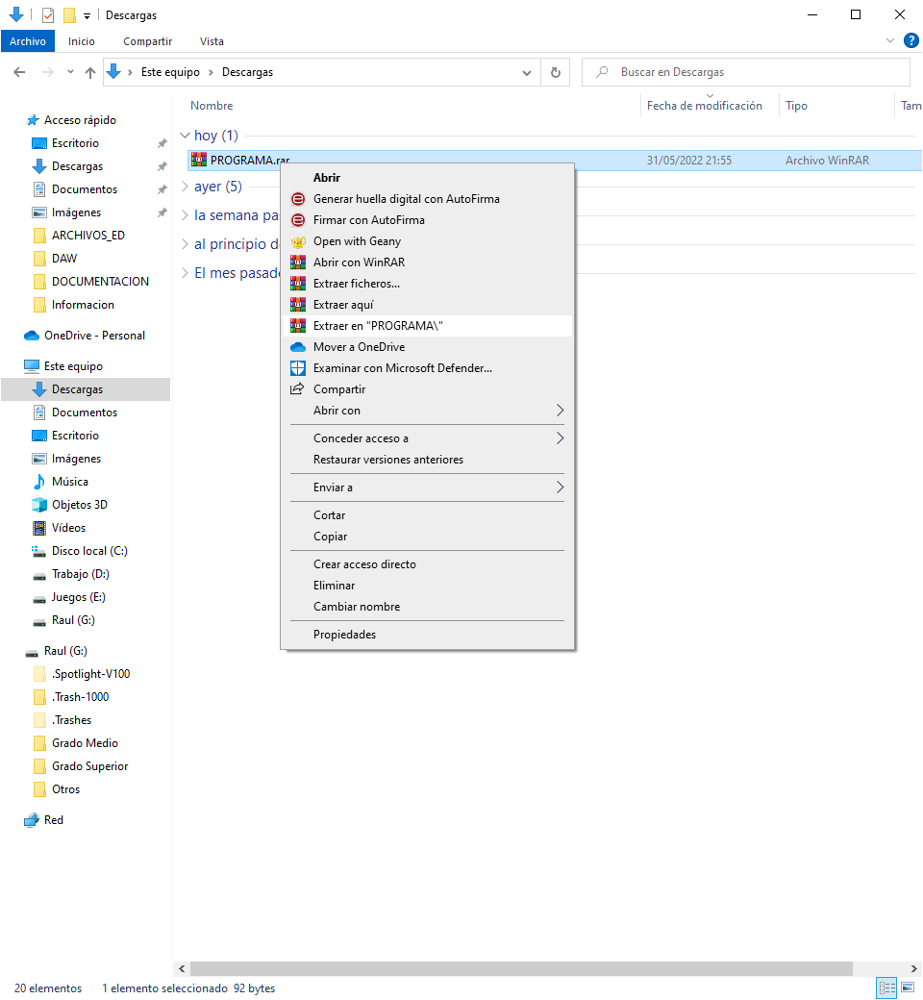 Descargas
Archivo Inicio Compartir Vista
Este equipo Descargas
Buscar en Descargas
Nombre Fecha de modificación Tipo Tam
Acceso rápido
Escritorio
Descargas
Documentos
Imágenes
ARCHIVOS_ED
DAW
DOCUMENTACION
Informacion
OneDrive - Personal
Este equipo
Descargas
Documentos
Escritorio
Imágenes
Música
Objetos 3D
Vídeos
Disco local (C:)
Trabajo (D:)
Juegos (E:)
Raul (G:)
Raul (G:)
.Spotlight-V100
.Trash-1000
.Trashes
Grado Medio
Grado Superior
Otros
Red
hoy (1)
PROGRAMA.rar 31/05/2022 21:55 Archivo WinRAR
ayer (5)
la semana pa
al principio d
El mes pasado
Abrir
Generar huella digital con AutoFirma
Firmar con AutoFirma
Open with Geany
Abrir con WinRAR
Extraer ficheros...
Extraer aquí
Extraer en "PROGRAMA\"
Mover a OneDrive
Examinar con Microsoft Defender...
Compartir
Abrir con
Conceder acceso a
Restaurar versiones anteriores
Enviar a
Cortar
Copiar
Crear acceso directo
Eliminar
Cambiar nombre
Propiedades
20 elementos 1 elemento seleccionado 92 bytes